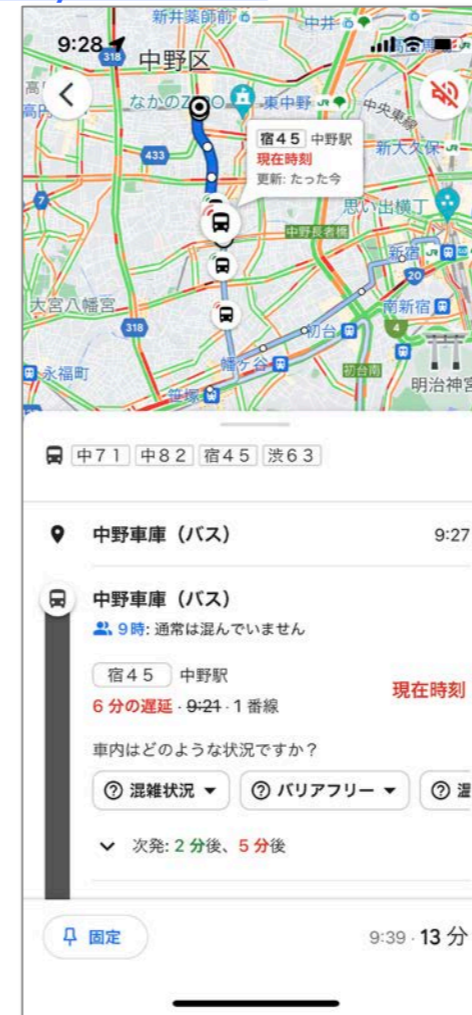 新井薬師前
中井
9:28
318
中野区
なかのZERO
東中野
中央東線
433
宿45 中野駅
現在時刻
更新: たった今
新大久保
7
思い出横丁
中野長者橋
新宿
20
大宮八幡宮
318
南新宿
初台
4
永福町
幡ヶ谷
初台南
明治神宮
笹塚
中71 中82 宿45 渋63
中野車庫（バス） 9:27
中野車庫（バス）
9時: 通常は混んでいません
宿45 中野駅
現在時刻
6 分の遅延 · 9:21 · 1 番線
車内はどのような状況ですか？
混雑状況 バリアフリー 温
次発: 2 分後、5 分後
固定 9:39 · 13 分